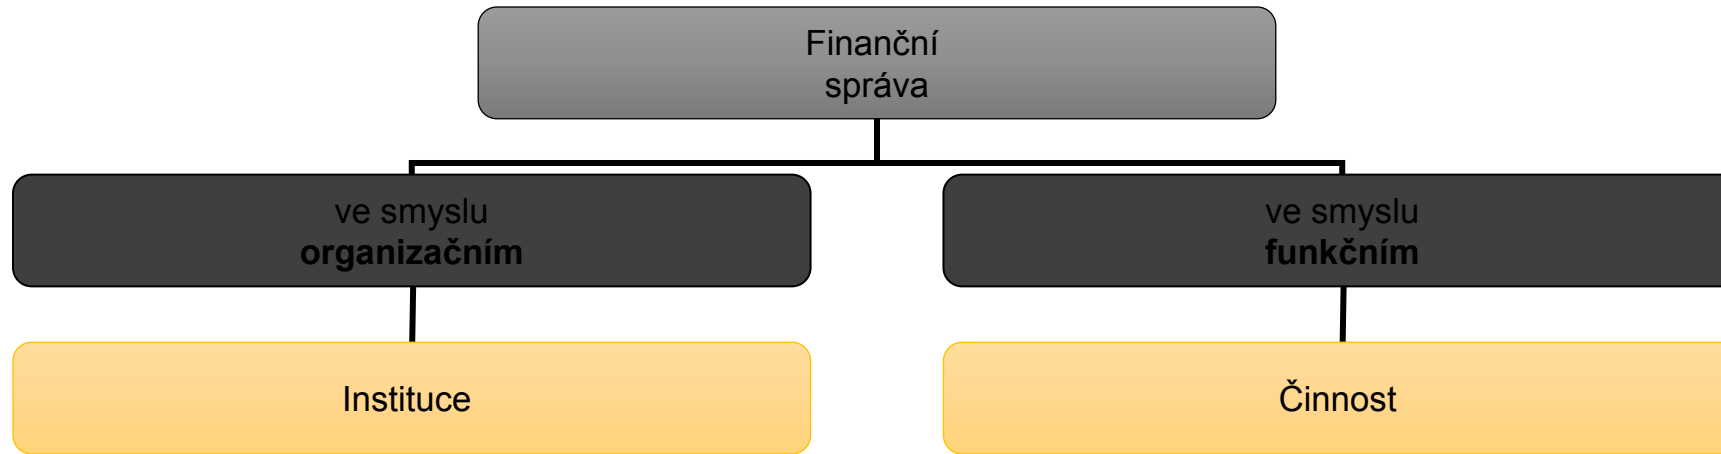 Finanční
správa
ve smyslu
organizačním
ve smyslu
funkčním
Instituce
Činnost